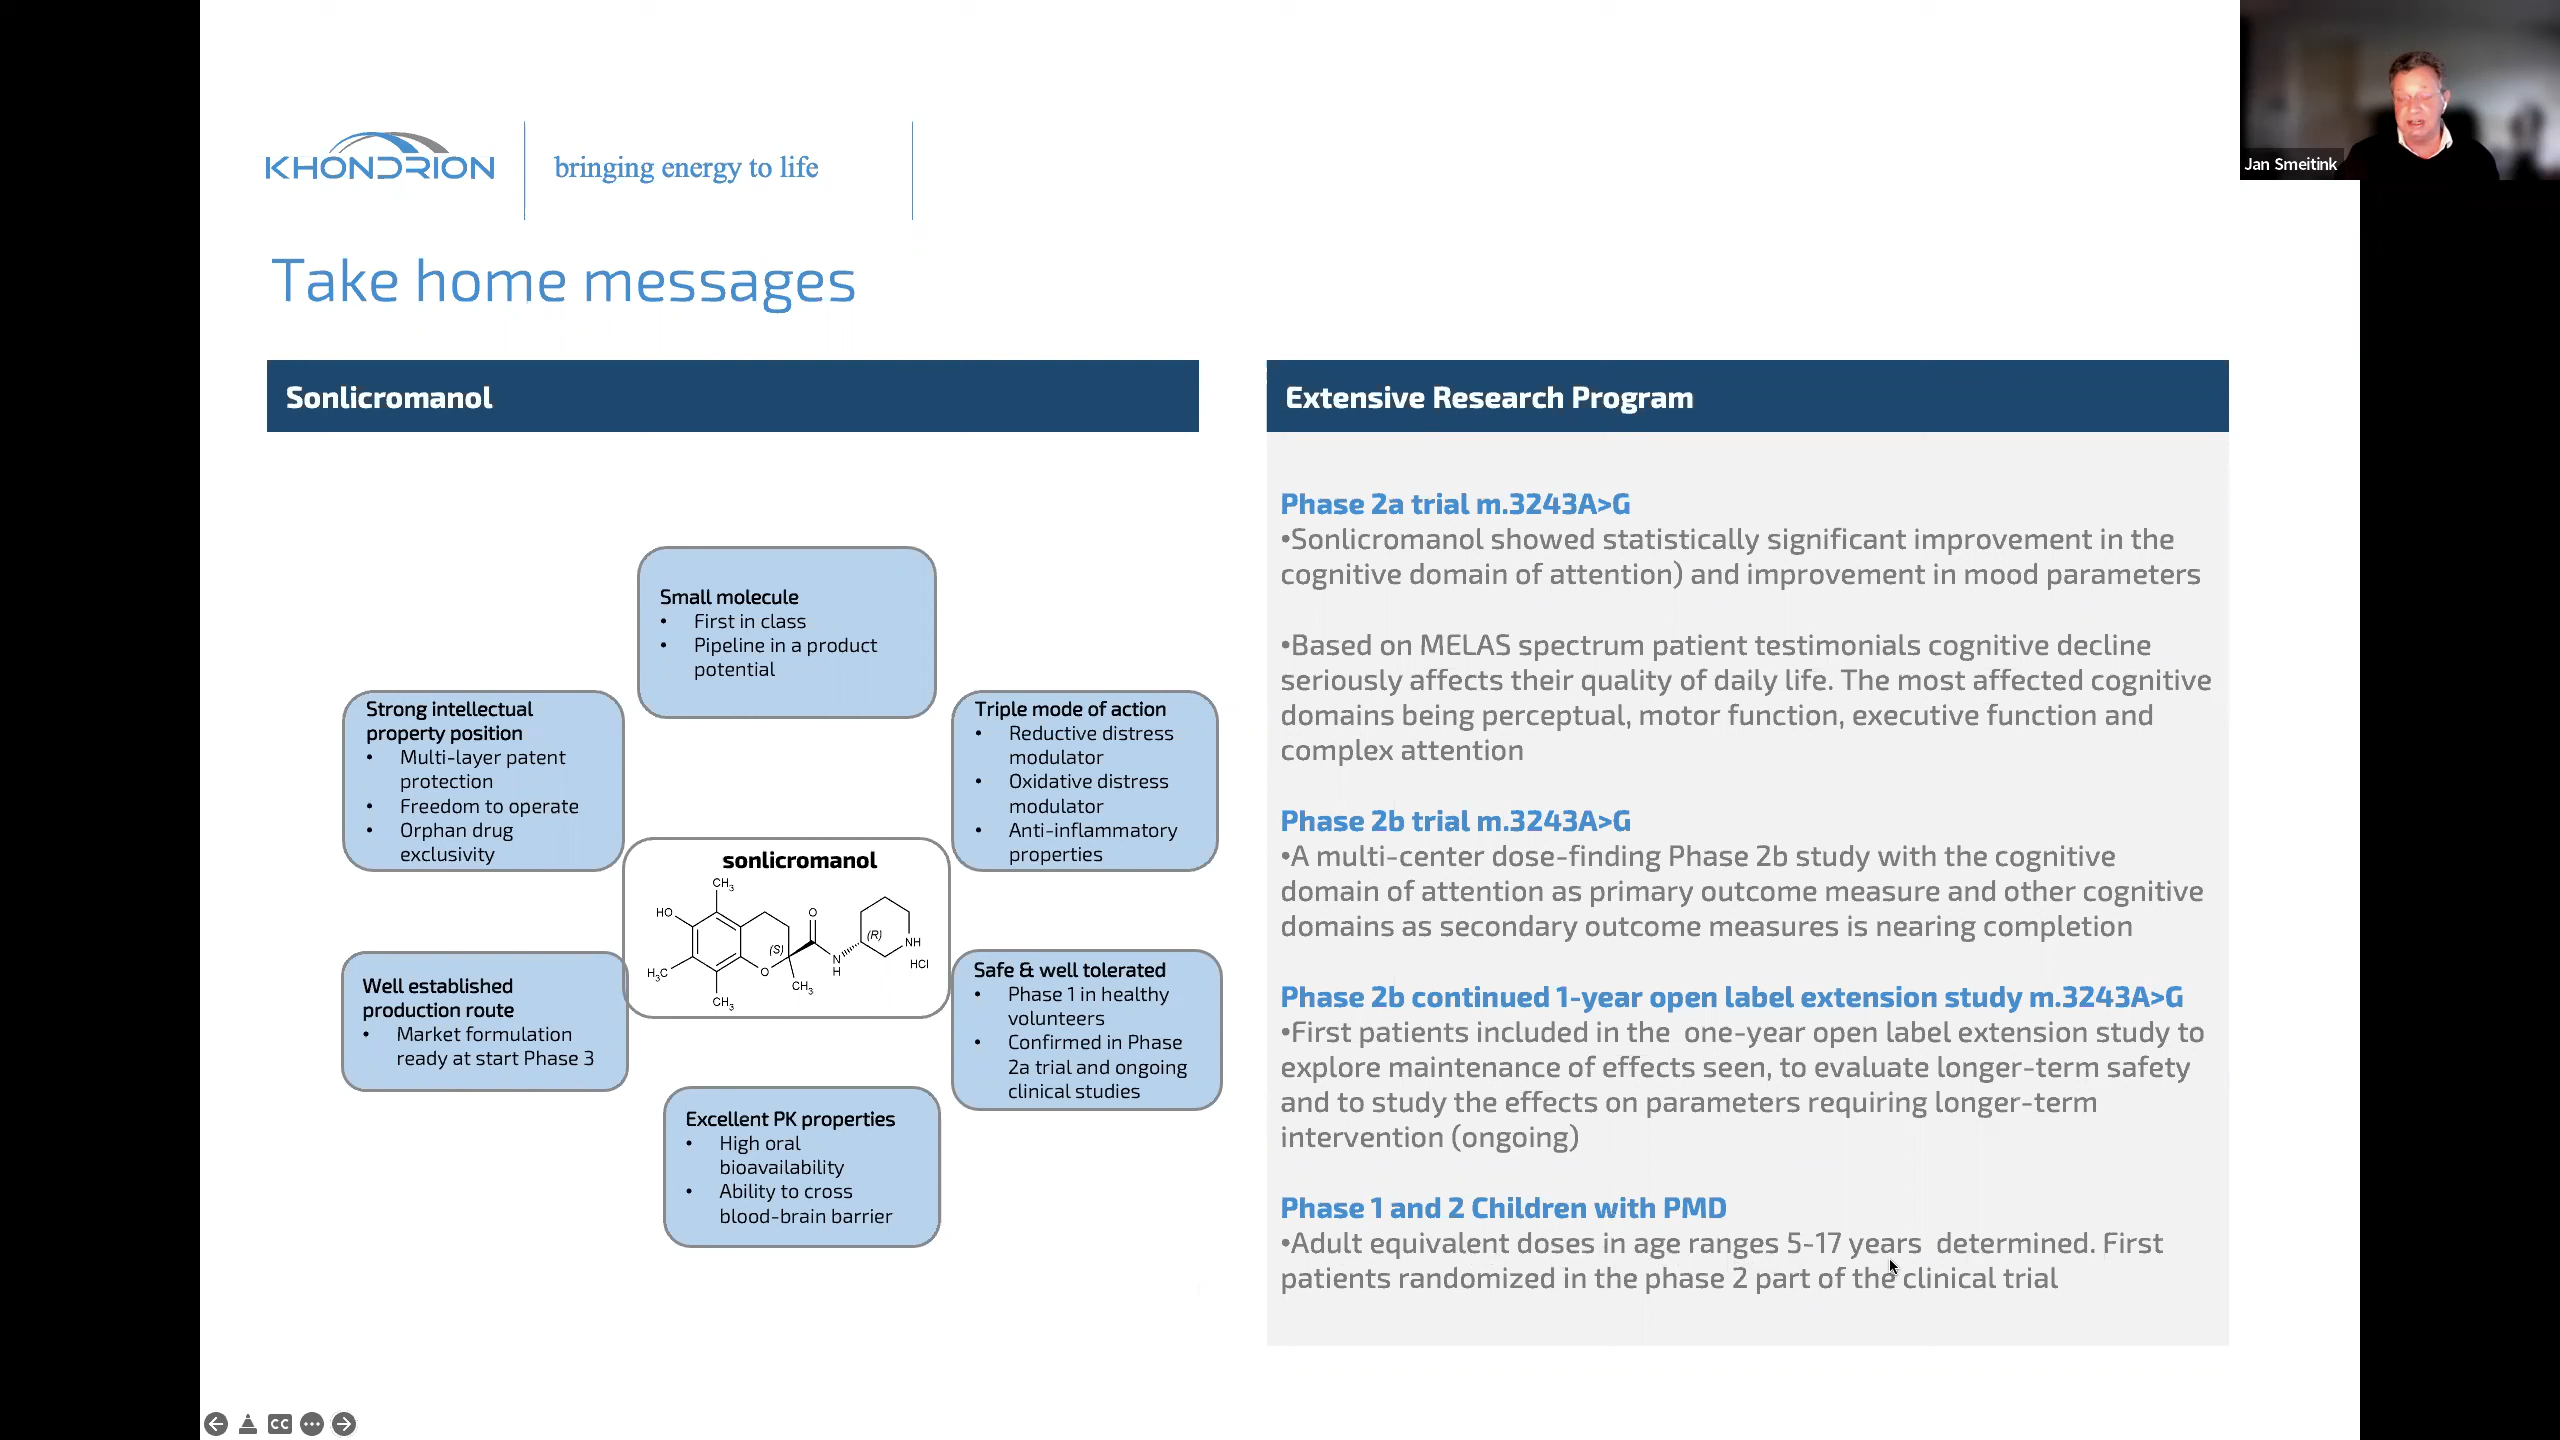 KHONDRION
bringing energy to life
Jan Smeitink
Take home messages
Sonlicromanol
Small molecule
• First in class
• Pipeline in a product
potential
Strong intellectual
property position
• Multi-layer patent
protection
• Freedom to operate
• Orphan drug
exclusivity
Triple mode of action
• Reductive distress
modulator
• Oxidative distress
modulator
• Anti-inflammatory
properties
sonlicromanol
CH3
HO
O
(S)
(R)
NH
N
H
HCl
H3C
O
CH3
CH3
Well established
production route
• Market formulation
ready at start Phase 3
Safe & well tolerated
• Phase 1 in healthy
volunteers
• Confirmed in Phase
2a trial and ongoing
clinical studies
Excellent PK properties
• High oral
bioavailability
• Ability to cross
blood-brain barrier
Extensive Research Program
Phase 2a trial m.3243A>G
•Sonlicromanol showed statistically significant improvement in the
cognitive domain of attention) and improvement in mood parameters
•Based on MELAS spectrum patient testimonials cognitive decline
seriously affects their quality of daily life. The most affected cognitive
domains being perceptual, motor function, executive function and
complex attention
Phase 2b trial m.3243A>G
•A multi-center dose-finding Phase 2b study with the cognitive
domain of attention as primary outcome measure and other cognitive
domains as secondary outcome measures is nearing completion
Phase 2b continued 1-year open label extension study m.3243A>G
•First patients included in the  one-year open label extension study to
explore maintenance of effects seen, to evaluate longer-term safety
and to study the effects on parameters requiring longer-term
intervention (ongoing)
Phase 1 and 2 Children with PMD
•Adult equivalent doses in age ranges 5-17 years  determined. First
patients randomized in the phase 2 part of the clinical trial
CC